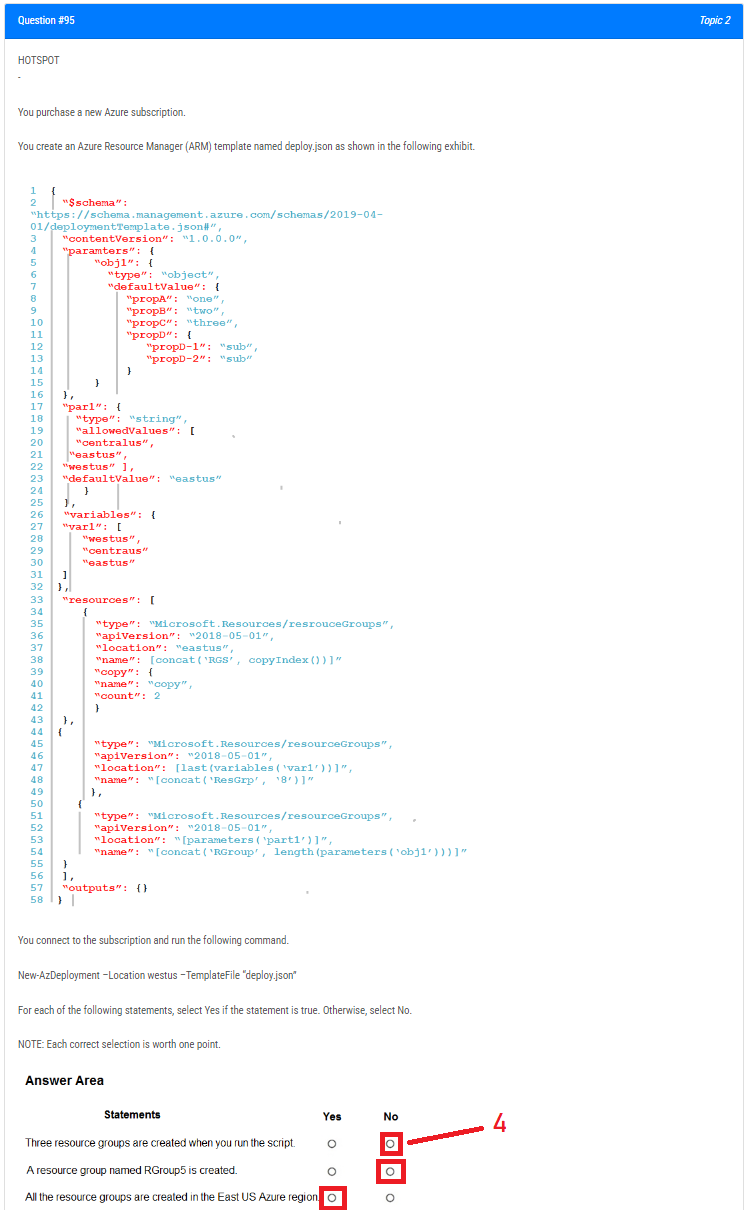 Question #95 Topic 2
HOTSPOT
-
You purchase a new Azure subscription.
You create an Azure Resource Manager (ARM) template named deploy.json as shown in the following exhibit.
1 {
2 “$schema”:
“https://schema.management.azure.com/schemas/2019-04-
01/deploymentTemplate.json#”,
3 “contentVersion”: “1.0.0.0”,
4 “paramters”: {
5 “obj1”: {
6 “type”: “object”,
7 “defaultValue”: {
8 “propA”: “one”,
9 “propB”: “two”,
10 “propC”: “three”,
11 “propD”: {
12 “propD-1”: “sub”,
13 “propD-2”: “sub”
14 }
15 }
16 },
17 “par1”: {
18 “type”: “string”,
19 “allowedValues”: [
20 “centralus”,
21 “eastus”,
22 “westus” ],
23 “defaultValue”: “eastus”
24 }
25 },
26 “variables”: {
27 “var1”: [
28 “westus”,
29 “centraus”
30 “eastus”
31 ]
32 },
33 “resources”: [
34 {
35 “type”: “Microsoft.Resources/resrouceGroups”,
36 “apiVersion”: “2018-05-01”,
37 “location”: “eastus”,
38 “name”: [concat(‘RGS’, copyIndex())]”
39 “copy”: {
40 “name”: “copy”,
41 “count”: 2
42 }
43 },
44 {
45 “type”: “Microsoft.Resources/resourceGroups”,
46 “apiVersion”: “2018-05-01”,
47 “location”: [last(variables(‘var1’))]”,
48 “name”: “[concat(‘ResGrp’, ‘8’)]”
49 },
50 {
51 “type”: “Microsoft.Resources/resourceGroups”,
52 “apiVersion”: “2018-05-01”,
53 “location”: “[parameters(‘part1’)]”,
54 “name”: “[concat(‘RGroup’, length(parameters(‘obj1’)))]”
55 }
56 ],
57 “outputs”: {}
58 }
You connect to the subscription and run the following command.
New-AzDeployment –Location westus –TemplateFile “deploy.json”
For each of the following statements, select Yes if the statement is true. Otherwise, select No.
NOTE: Each correct selection is worth one point.
Answer Area
Statements Yes No
Three resource groups are created when you run the script. 4
A resource group named RGroup5 is created.
All the resource groups are created in the East US Azure region.